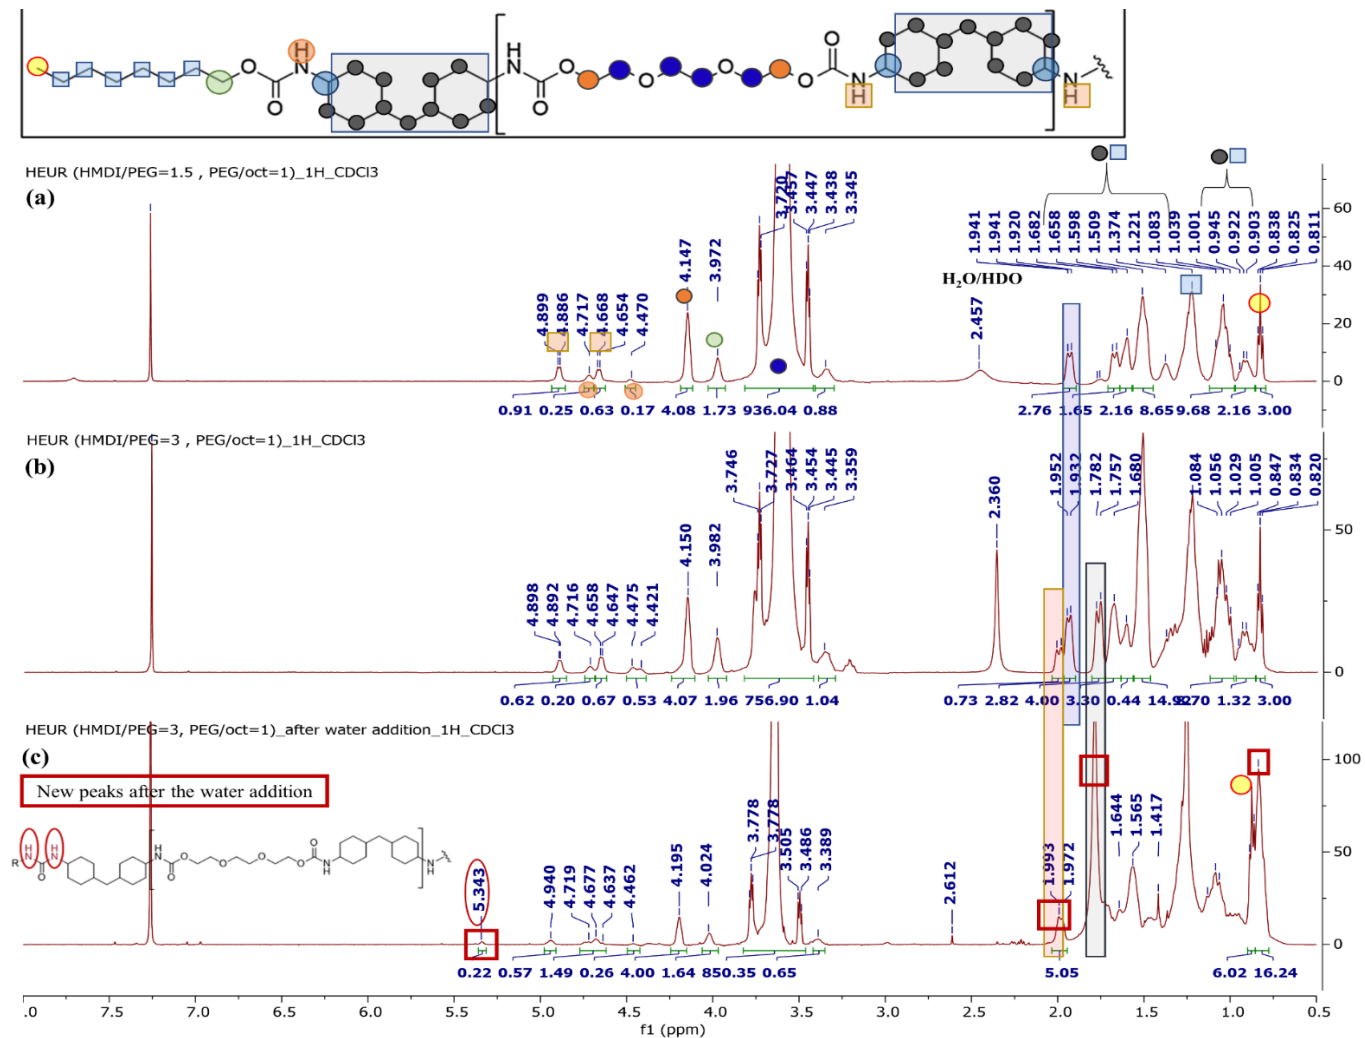 H N O O H N O O O O O O N H N H
HEUR (HMDI/PEG=1.5 , PEG/oct=1)_1H_CDCl3
(a)
4.899 4.886 4.717 4.668 4.654 4.470 4.147 3.972 3.720 3.457 3.447 3.438 3.345 2.457 1.941 1.941 1.920 1.682 1.658 1.598 1.509 1.374 1.221 1.083 1.039 1.001 0.945 0.922 0.903 0.838 0.825 0.811
H2O/HDO
60
40
20
0
0.91 0.25 0.63 0.17 4.08 1.73 936.04 0.88 2.76 1.65 2.16 8.65 9.68 2.16 3.00
HEUR (HMDI/PEG=3 , PEG/oct=1)_1H_CDCl3
(b)
4.898 4.892 4.716 4.658 4.647 4.475 4.421 4.150 3.982 3.746 3.727 3.464 3.454 3.445 3.359 2.360 1.952 1.932 1.782 1.757 1.680 1.084 1.056 1.029 1.005 0.847 0.834 0.820
50
0
0.62 0.20 0.67 0.53 4.07 1.96 756.90 1.04 0.73 2.82 4.00 3.30 0.44 14.92 8.70 1.32 3.00
HEUR (HMDI/PEG=3, PEG/oct=1)_after water addition_1H_CDCl3
(c)
New peaks after the water addition
R H N O H N H N O O O O O O N H H N
5.343 4.940 4.719 4.677 4.637 4.462 4.195 4.024 3.778 3.778 3.505 3.486 3.389 2.612 1.993 1.972 1.644 1.565 1.417
100
50
0
0.22 0.57 1.49 0.26 4.00 1.64 850.35 0.65 5.05 6.02 16.24
.0 7.5 7.0 6.5 6.0 5.5 5.0 4.5 4.0 3.5 3.0 2.5 2.0 1.5 1.0 0.5
f1 (ppm)